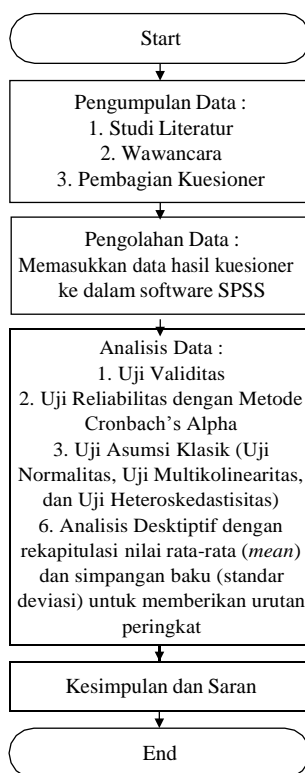 Start
Pengumpulan Data :
1. Studi Literatur
2. Wawancara
3. Pembagian Kuesioner
Pengolahan Data :
Memasukkan data hasil kuesioner
ke dalam software SPSS
Analisis Data :
1. Uji Validitas
2. Uji Reliabilitas dengan Metode
Cronbach’s Alpha
3. Uji Asumsi Klasik (Uji
Normalitas, Uji Multikolinearitas,
dan Uji Heteroskedastisitas)
6. Analisis Desktiptif dengan
rekapitulasi nilai rata-rata (mean)
dan simpangan baku (standar
deviasi) untuk memberikan urutan
peringkat
Kesimpulan dan Saran
End